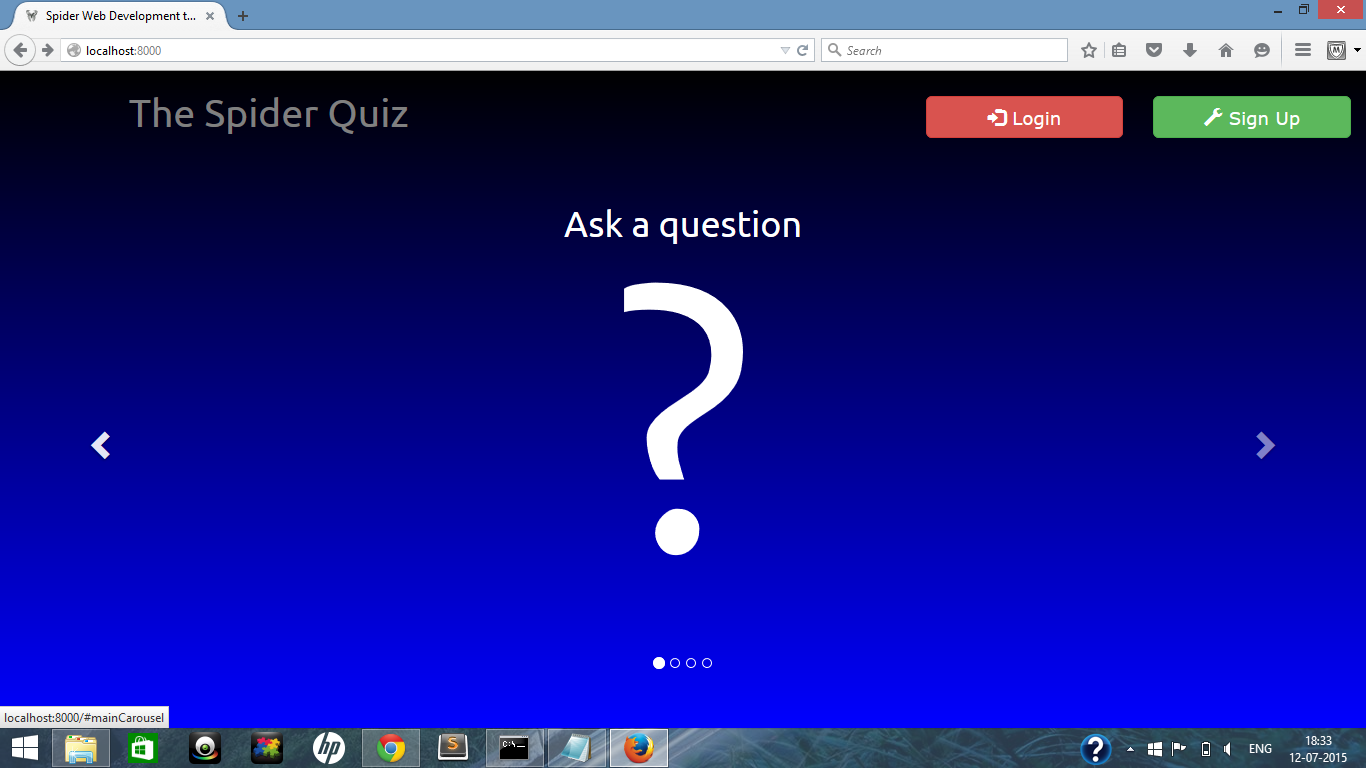 Spider Web Development t...
localhost:8000
Search
The Spider Quiz
Login
Sign Up
Ask a question
?
localhost:8000/#mainCarousel
hp
S
C:\
?
ENG
18:33
12-07-2015